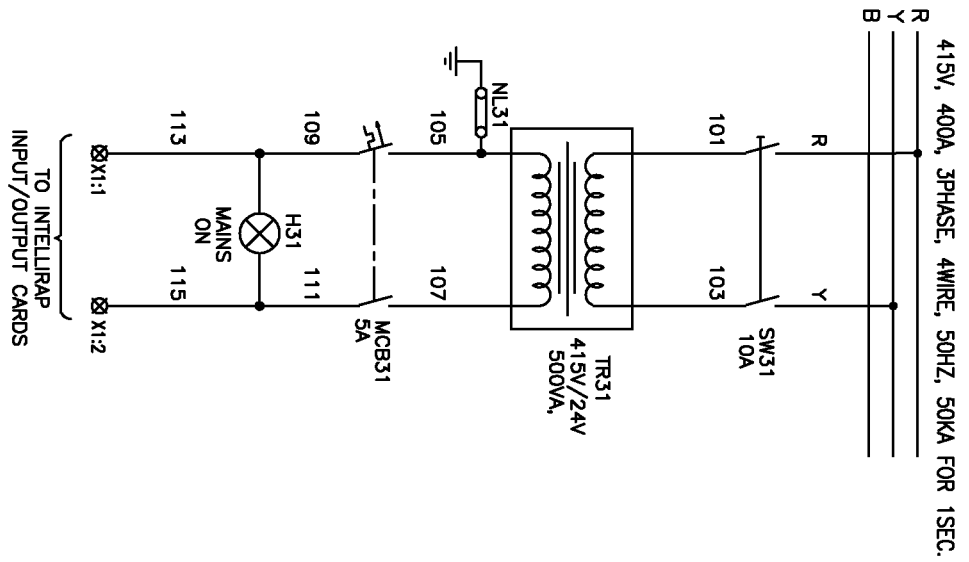 415V, 400A, 3PHASE, 4WIRE, 50HZ, 50KA FOR 1SEC.
R
Y
B
R
Y
SW31
10A
101
103
TR31
415V/24V
500VA,
NL31
105
107
MCB31
5A
109
111
H31
MAINS
ON
113
115
X1:1
X1:2
TO INTELLIRAP
INPUT/OUTPUT CARDS